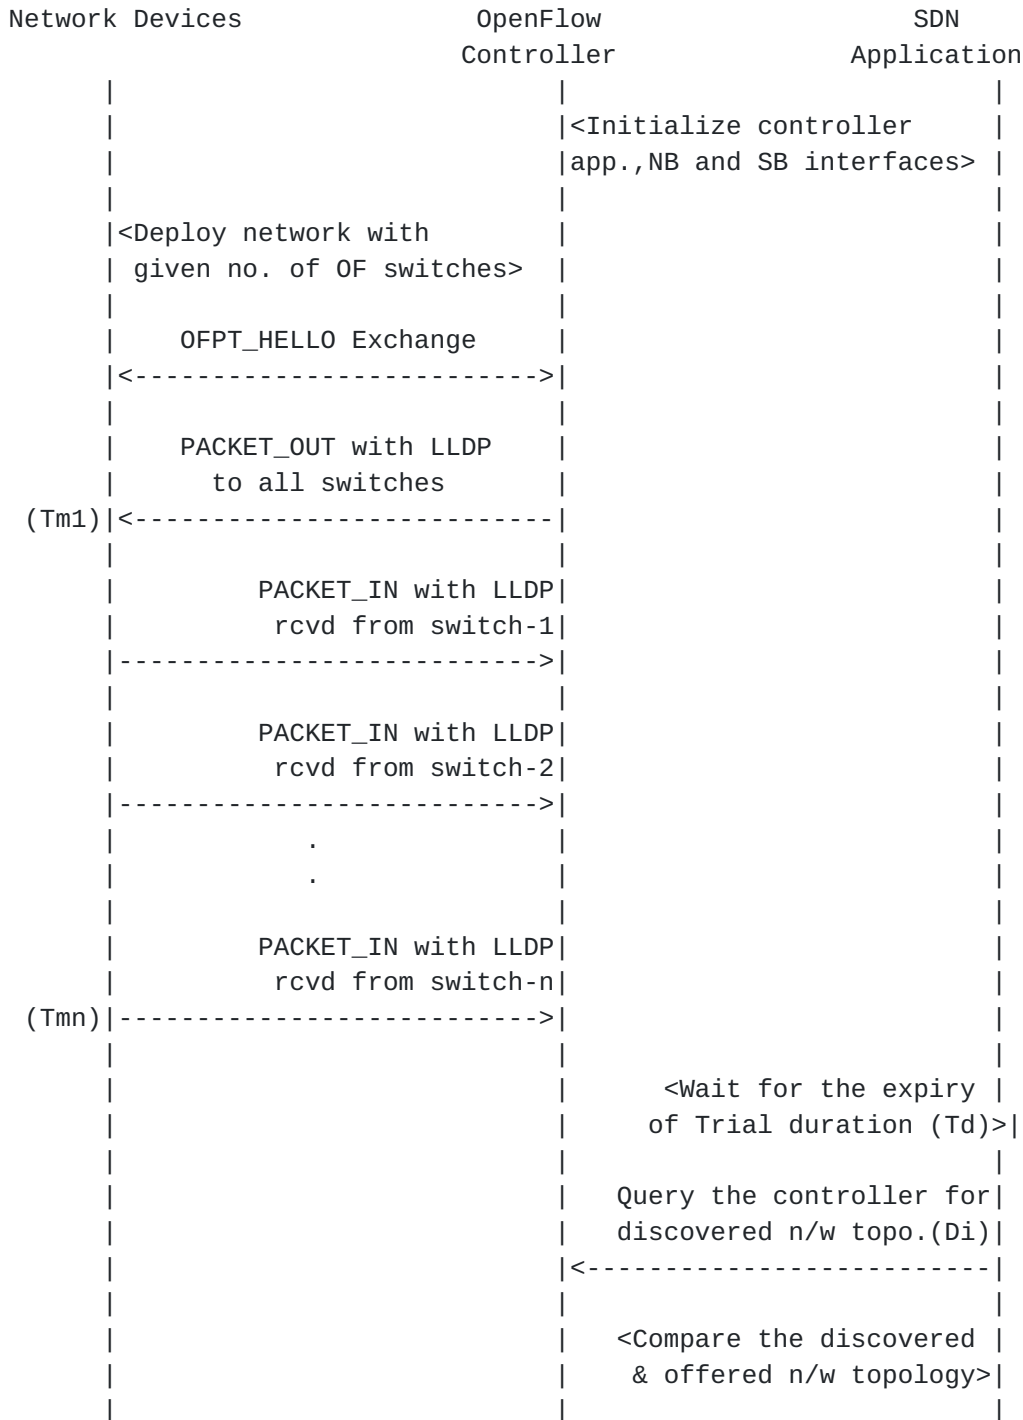 Network Devices               OpenFlow                    SDN
                             Controller               Application
      |                            |                           |
      |                            |<Initialize controller     |
      |                            |app.,NB and SB interfaces> |
      |                            |                           |
      |<Deploy network with        |                           |
      | given no. of OF switches>  |                           |
      |                            |                           |
      |    OFPT_HELLO Exchange     |                           |
      |<-------------------------->|                           |
      |                            |                           |
      |    PACKET_OUT with LLDP    |                           |
      |      to all switches       |                           |
 (Tm1)|<---------------------------|                           |
      |                            |                           |
      |         PACKET_IN with LLDP|                           |
      |          rcvd from switch-1|                           |
      |--------------------------->|                           |
      |                            |                           |
      |         PACKET_IN with LLDP|                           |
      |          rcvd from switch-2|                           |
      |--------------------------->|                           |
      |            .               |                           |
      |            .               |                           |
      |                            |                           |
      |         PACKET_IN with LLDP|                           |
      |          rcvd from switch-n|                           |
 (Tmn)|--------------------------->|                           |
      |                            |                           |
      |                            |      <Wait for the expiry |
      |                            |     of Trial duration (Td)>|
      |                            |                           |
      |                            |   Query the controller for|
      |                            |   discovered n/w topo.(Di)|
      |                            |<--------------------------|
      |                            |                           |
      |                            |   <Compare the discovered |
      |                            |    & offered n/w topology>|
      |                            |                           |